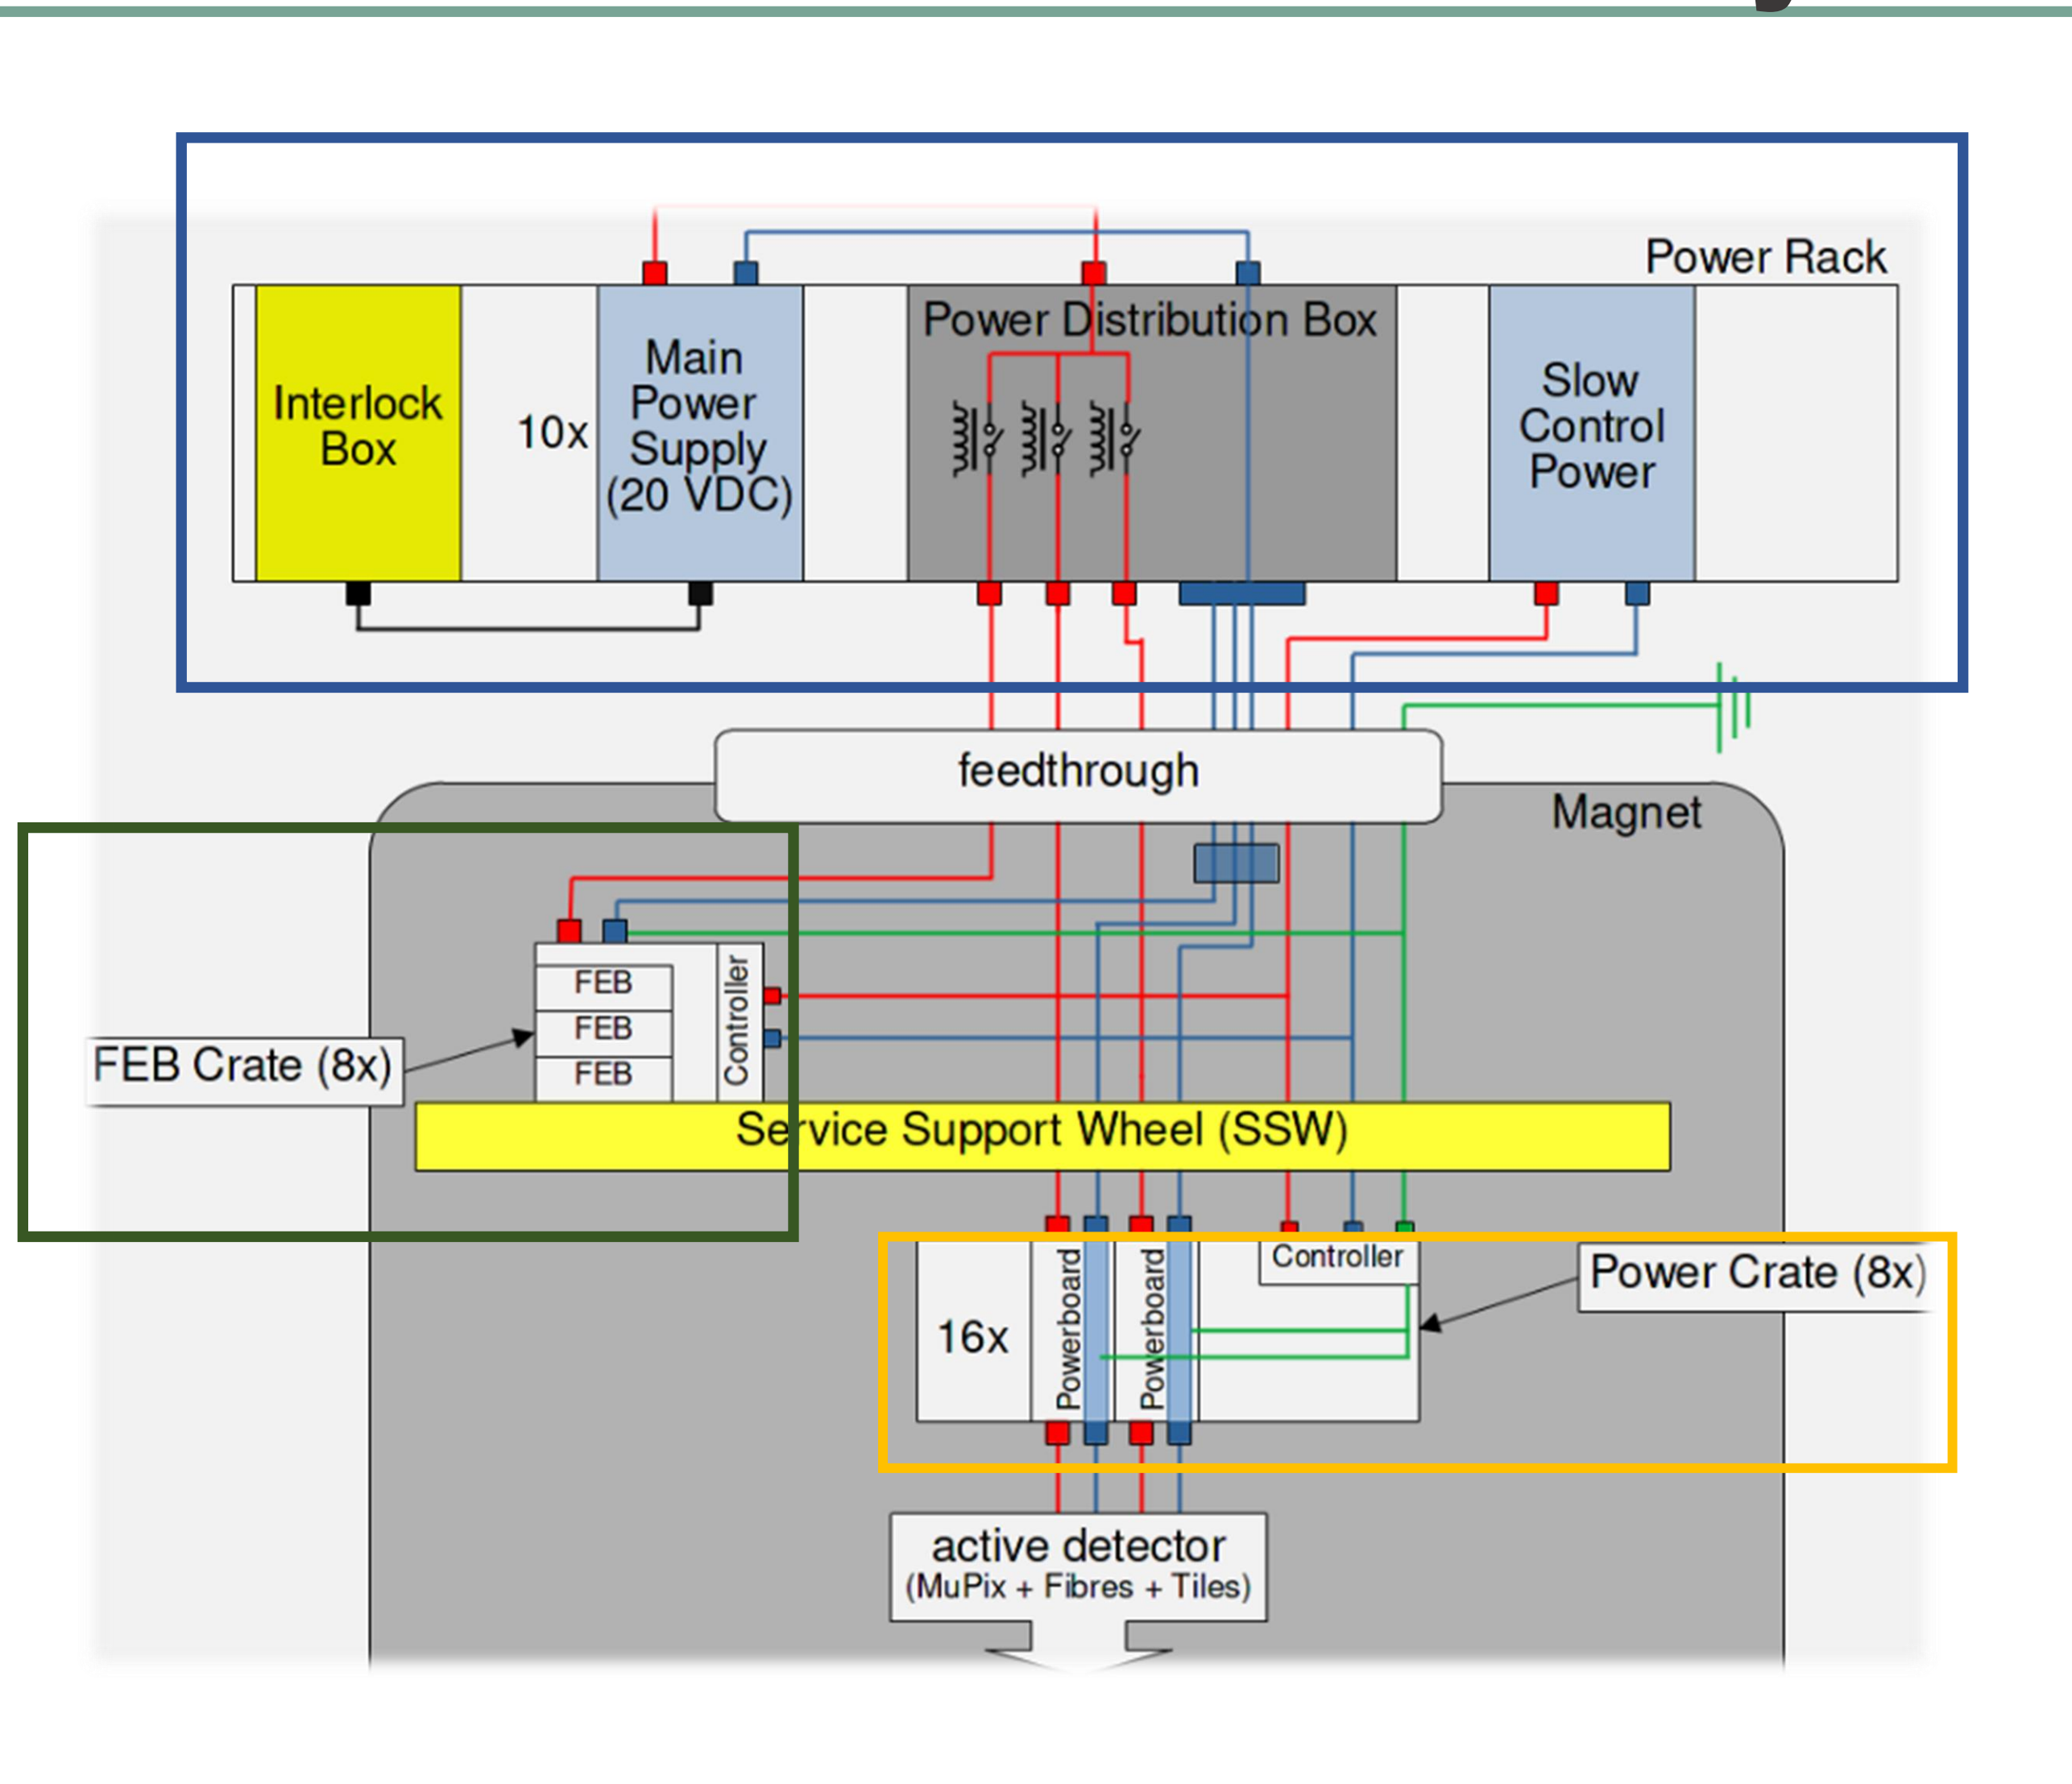 Power Rack
Interlock
Box
10x
Main
Power
Supply
(20 VDC)
Power Distribution Box
Slow
Control
Power
feedthrough
Magnet
FEB
FEB
FEB
Controller
FEB Crate (8x)
Service Support Wheel (SSW)
16x
Powerboard
Powerboard
Controller
Power Crate (8x)
active detector
(MuPix + Fibres + Tiles)